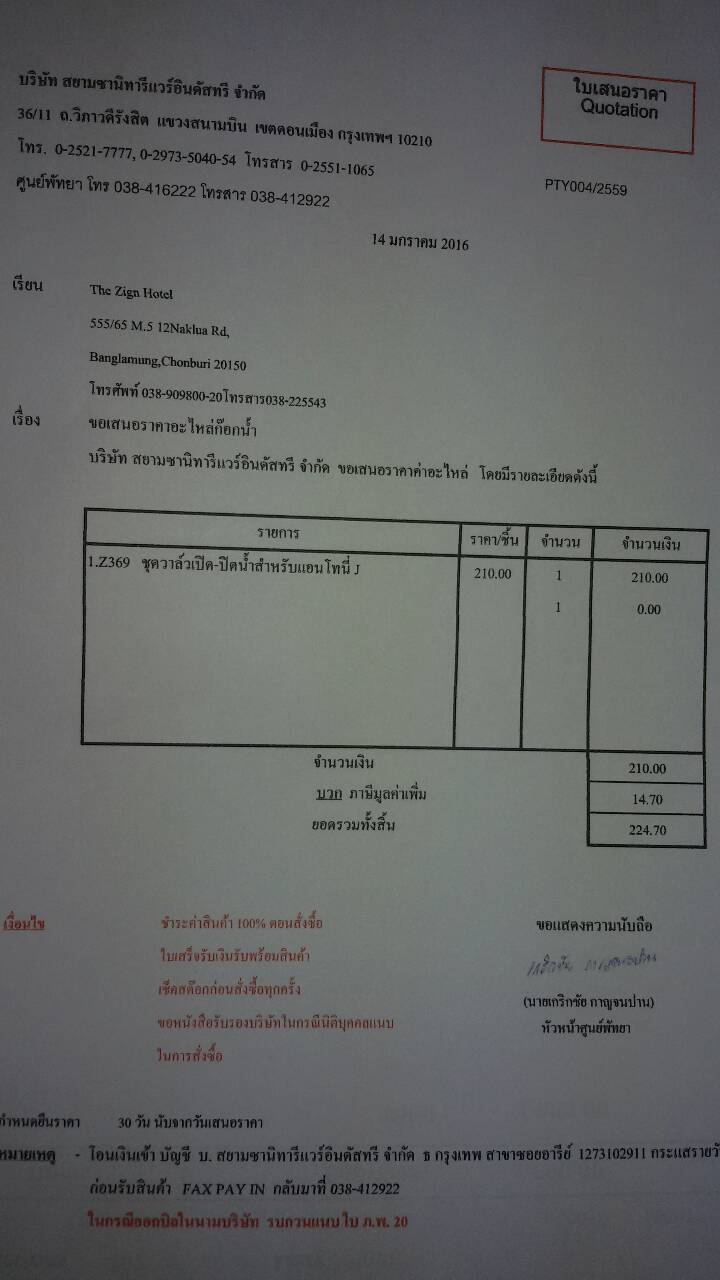 บริษัท สยามซานิทารีแวร์อินดัสทรี จำกัด
ใบเสนอราคา
Quotation
36/11 ถ.วิภาวดีรังสิต แขวงสนามบิน เขตดอนเมือง กรุงเทพฯ 10210
โทร. 0-2521-7777, 0-2973-5040-54 โทรสาร 0-2551-1065
ศูนย์พัทยา โทร 038-416222 โทรสาร 038-412922
PTY004/2559
14 มกราคม 2016
เรียน The Zign Hotel
555/65 M.5 12Naklua Rd,
Banglamung,Chonburi 20150
โทรศัพท์ 038-909800-20โทรสาร038-225543
เรื่อง ขอเสนอราคาอะไหล่ก๊อกน้ำ
บริษัท สยามซานิทารีแวร์อินดัสทรี จำกัด ขอเสนอราคาค่าอะไหล่ โดยมีรายละเอียดดังนี้
รายการ ราคา/ชิ้น จำนวน จำนวนเงิน
1.Z369 ชุดวาล์วเปิด-ปิดน้ำสำหรับแอนโทนี่ J 210.00 1 210.00
1 0.00
จำนวนเงิน 210.00
บวก ภาษีมูลค่าเพิ่ม 14.70
ยอดรวมทั้งสิ้น 224.70
เงื่อนไข ชำระค่าสินค้า 100% ตอนสั่งซื้อ ขอแสดงความนับถือ
ใบเสร็จรับเงินรับพร้อมสินค้า
เช็คสต๊อกก่อนสั่งซื้อทุกครั้ง
(นายเกริกชัย กาญจนปาน)
ขอหนังสือรับรองบริษัทในกรณีนิติบุคคลแนบ หัวหน้าศูนย์พัทยา
ในการสั่งซื้อ
กำหนดยืนราคา 30 วัน นับจากวันเสนอราคา
หมายเหตุ - โอนเงินเข้า บัญชี บ. สยามซานิทารีแวร์อินดัสทรี จำกัด ธ กรุงเทพ สาขาซอยอารีย์ 1273102911 กระแสรายวั
ก่อนรับสินค้า FAX PAY IN กลับมาที่ 038-412922
ในกรณีออกบิลในนามบริษัท รบกวนแนบ ใบ ภ.พ. 20